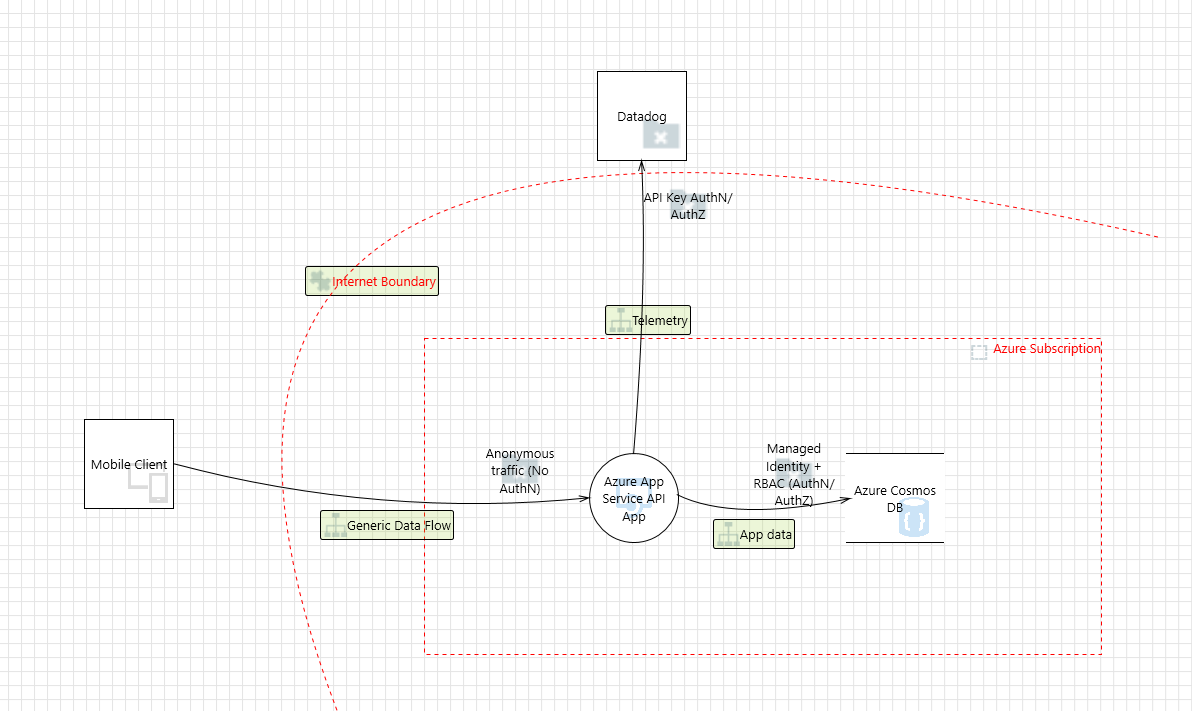 Datadog
API Key AuthN/
AuthZ
Internet Boundary
Telemetry
Azure Subscription
Mobile Client
Anonymous
traffic (No
AuthN)
Generic Data Flow
Azure App
Service API
App
Managed
Identity +
RBAC (AuthN/
AuthZ)
App data
Azure Cosmos
DB
{ }